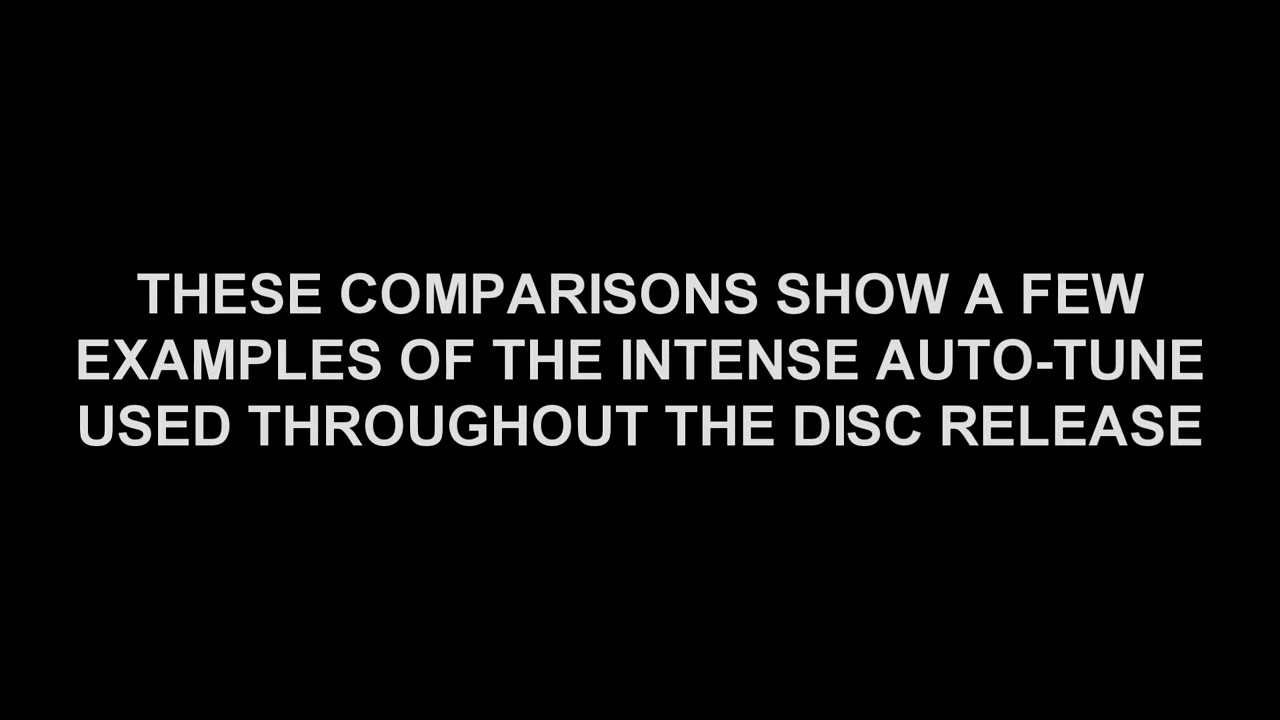 THESE COMPARISONS SHOW A FEW
EXAMPLES OF THE INTENSE AUTO-TUNE
USED THROUGHOUT THE DISC RELEASE